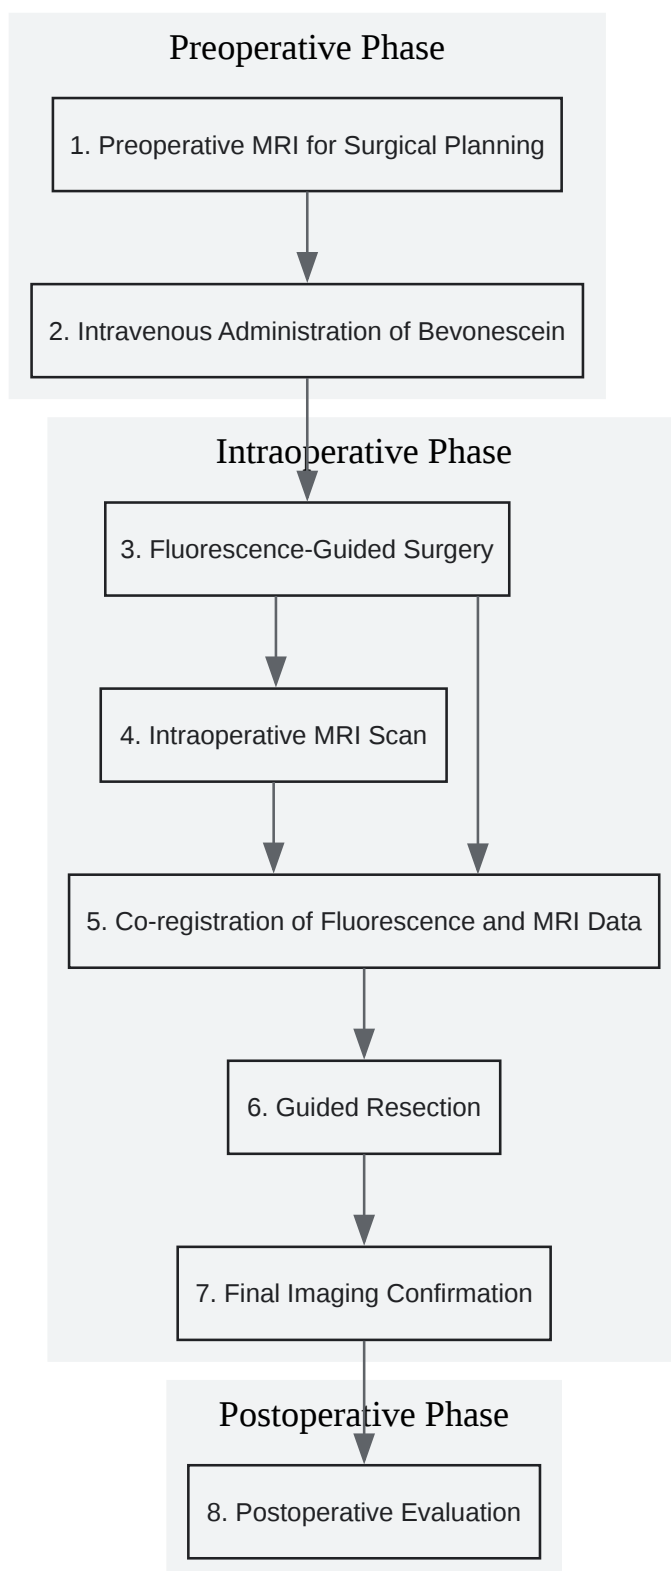 Preoperative Phase
1. Preoperative MRI for Surgical Planning
2. Intravenous Administration of Bevonescein
Intraoperative Phase
3. Fluorescence-Guided Surgery
4. Intraoperative MRI Scan
5. Co-registration of Fluorescence and MRI Data
6. Guided Resection
7. Final Imaging Confirmation
Postoperative Phase
8. Postoperative Evaluation